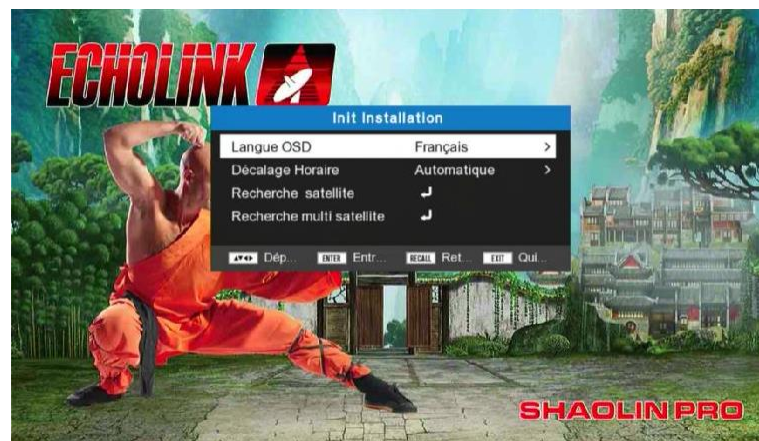 ECHOLINK
Init Installation
Langue OSD Français >
Décalage Horaire Automatique >
Recherche satellite
Recherche multi satellite
Dép... ENTER Entr... RECALL Ret... EXIT Qui...
SHAOLIN PRO